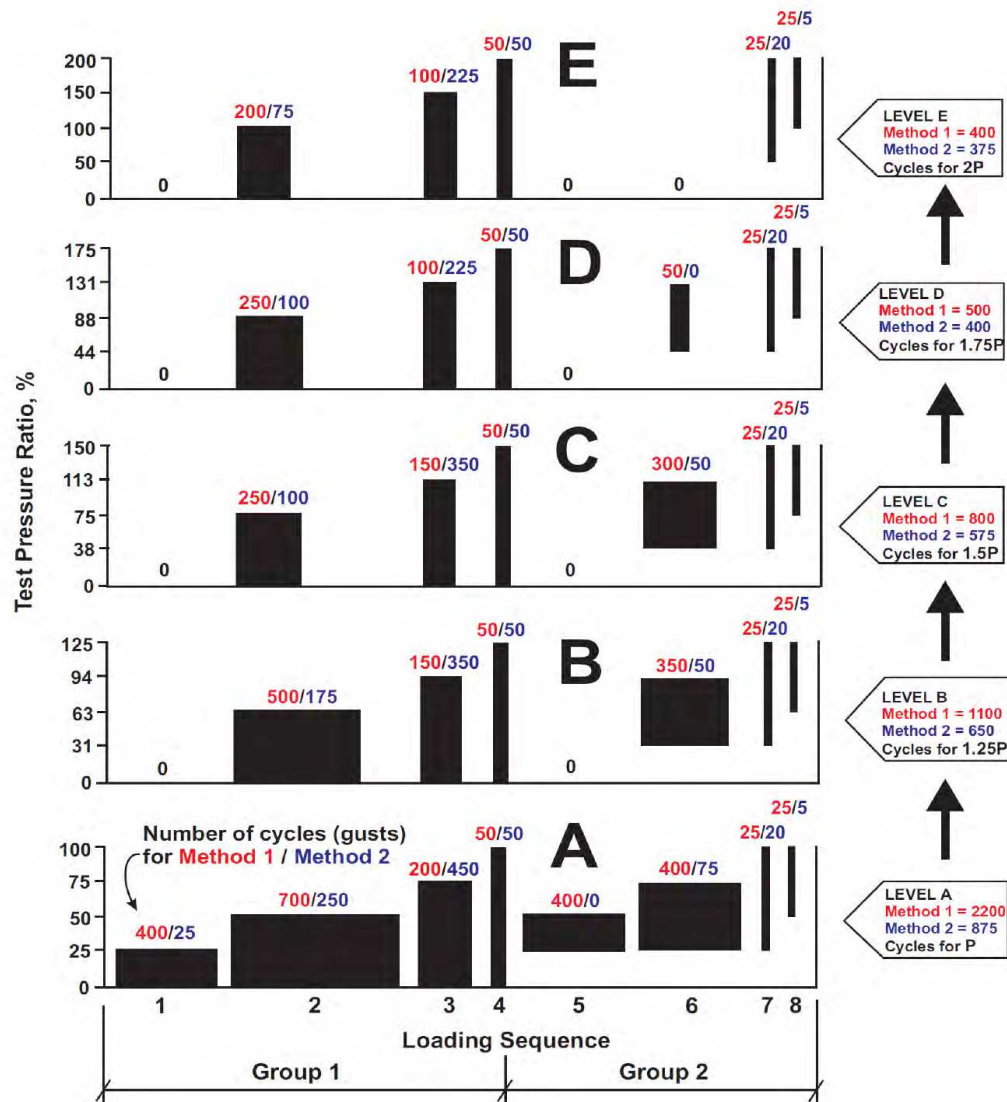 Test Pressure Ratio, %
25/5
50/50
25/20
200
E
100/225
150
200/75
100
50
0
0
0
0
LEVEL E
Method 1 = 400
Method 2 = 375
Cycles for 2P
25/5
50/50
25/20
175
D
100/225
50/0
131
250/100
88
44
0
0
0
LEVEL D
Method 1 = 500
Method 2 = 400
Cycles for 1.75P
25/5
50/50
25/20
150
C
150/350
300/50
113
250/100
75
38
0
0
0
LEVEL C
Method 1 = 800
Method 2 = 575
Cycles for 1.5P
25/5
50/50
25/20
125
B
150/350
350/50
94
500/175
63
31
0
0
0
LEVEL B
Method 1 = 1100
Method 2 = 650
Cycles for 1.25P
25/5
Number of cycles (gusts)
for Method 1 / Method 2
50/50
25/20
100
A
200/450
400/75
75
700/250
400/0
50
400/25
25
0
LEVEL A
Method 1 = 2200
Method 2 = 875
Cycles for P
1 2 3 4 5 6 7 8
Loading Sequence
Group 1 Group 2